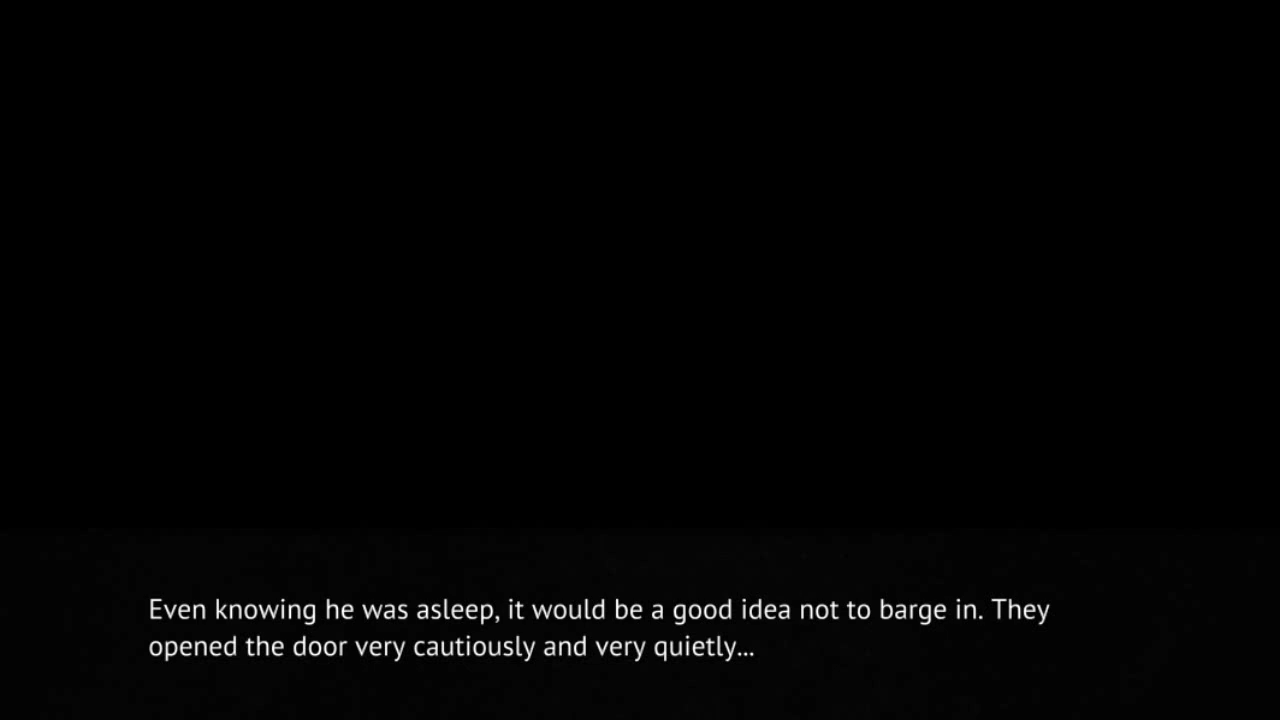 Even knowing he was asleep, it would be a good idea not to barge in. They
opened the door very cautiously and very quietly...